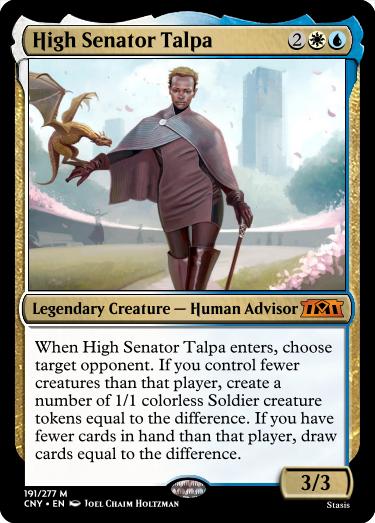 High Senator Talpa 2
Legendary Creature — Human Advisor
When High Senator Talpa enters, choose
target opponent. If you control fewer
creatures than that player, create a
number of 1/1 colorless Soldier creature
tokens equal to the difference. If you have
fewer cards in hand than that player, draw
cards equal to the difference.
3/3
191/277 M
CNY • EN Joel Chaim Holtzman
Stasis